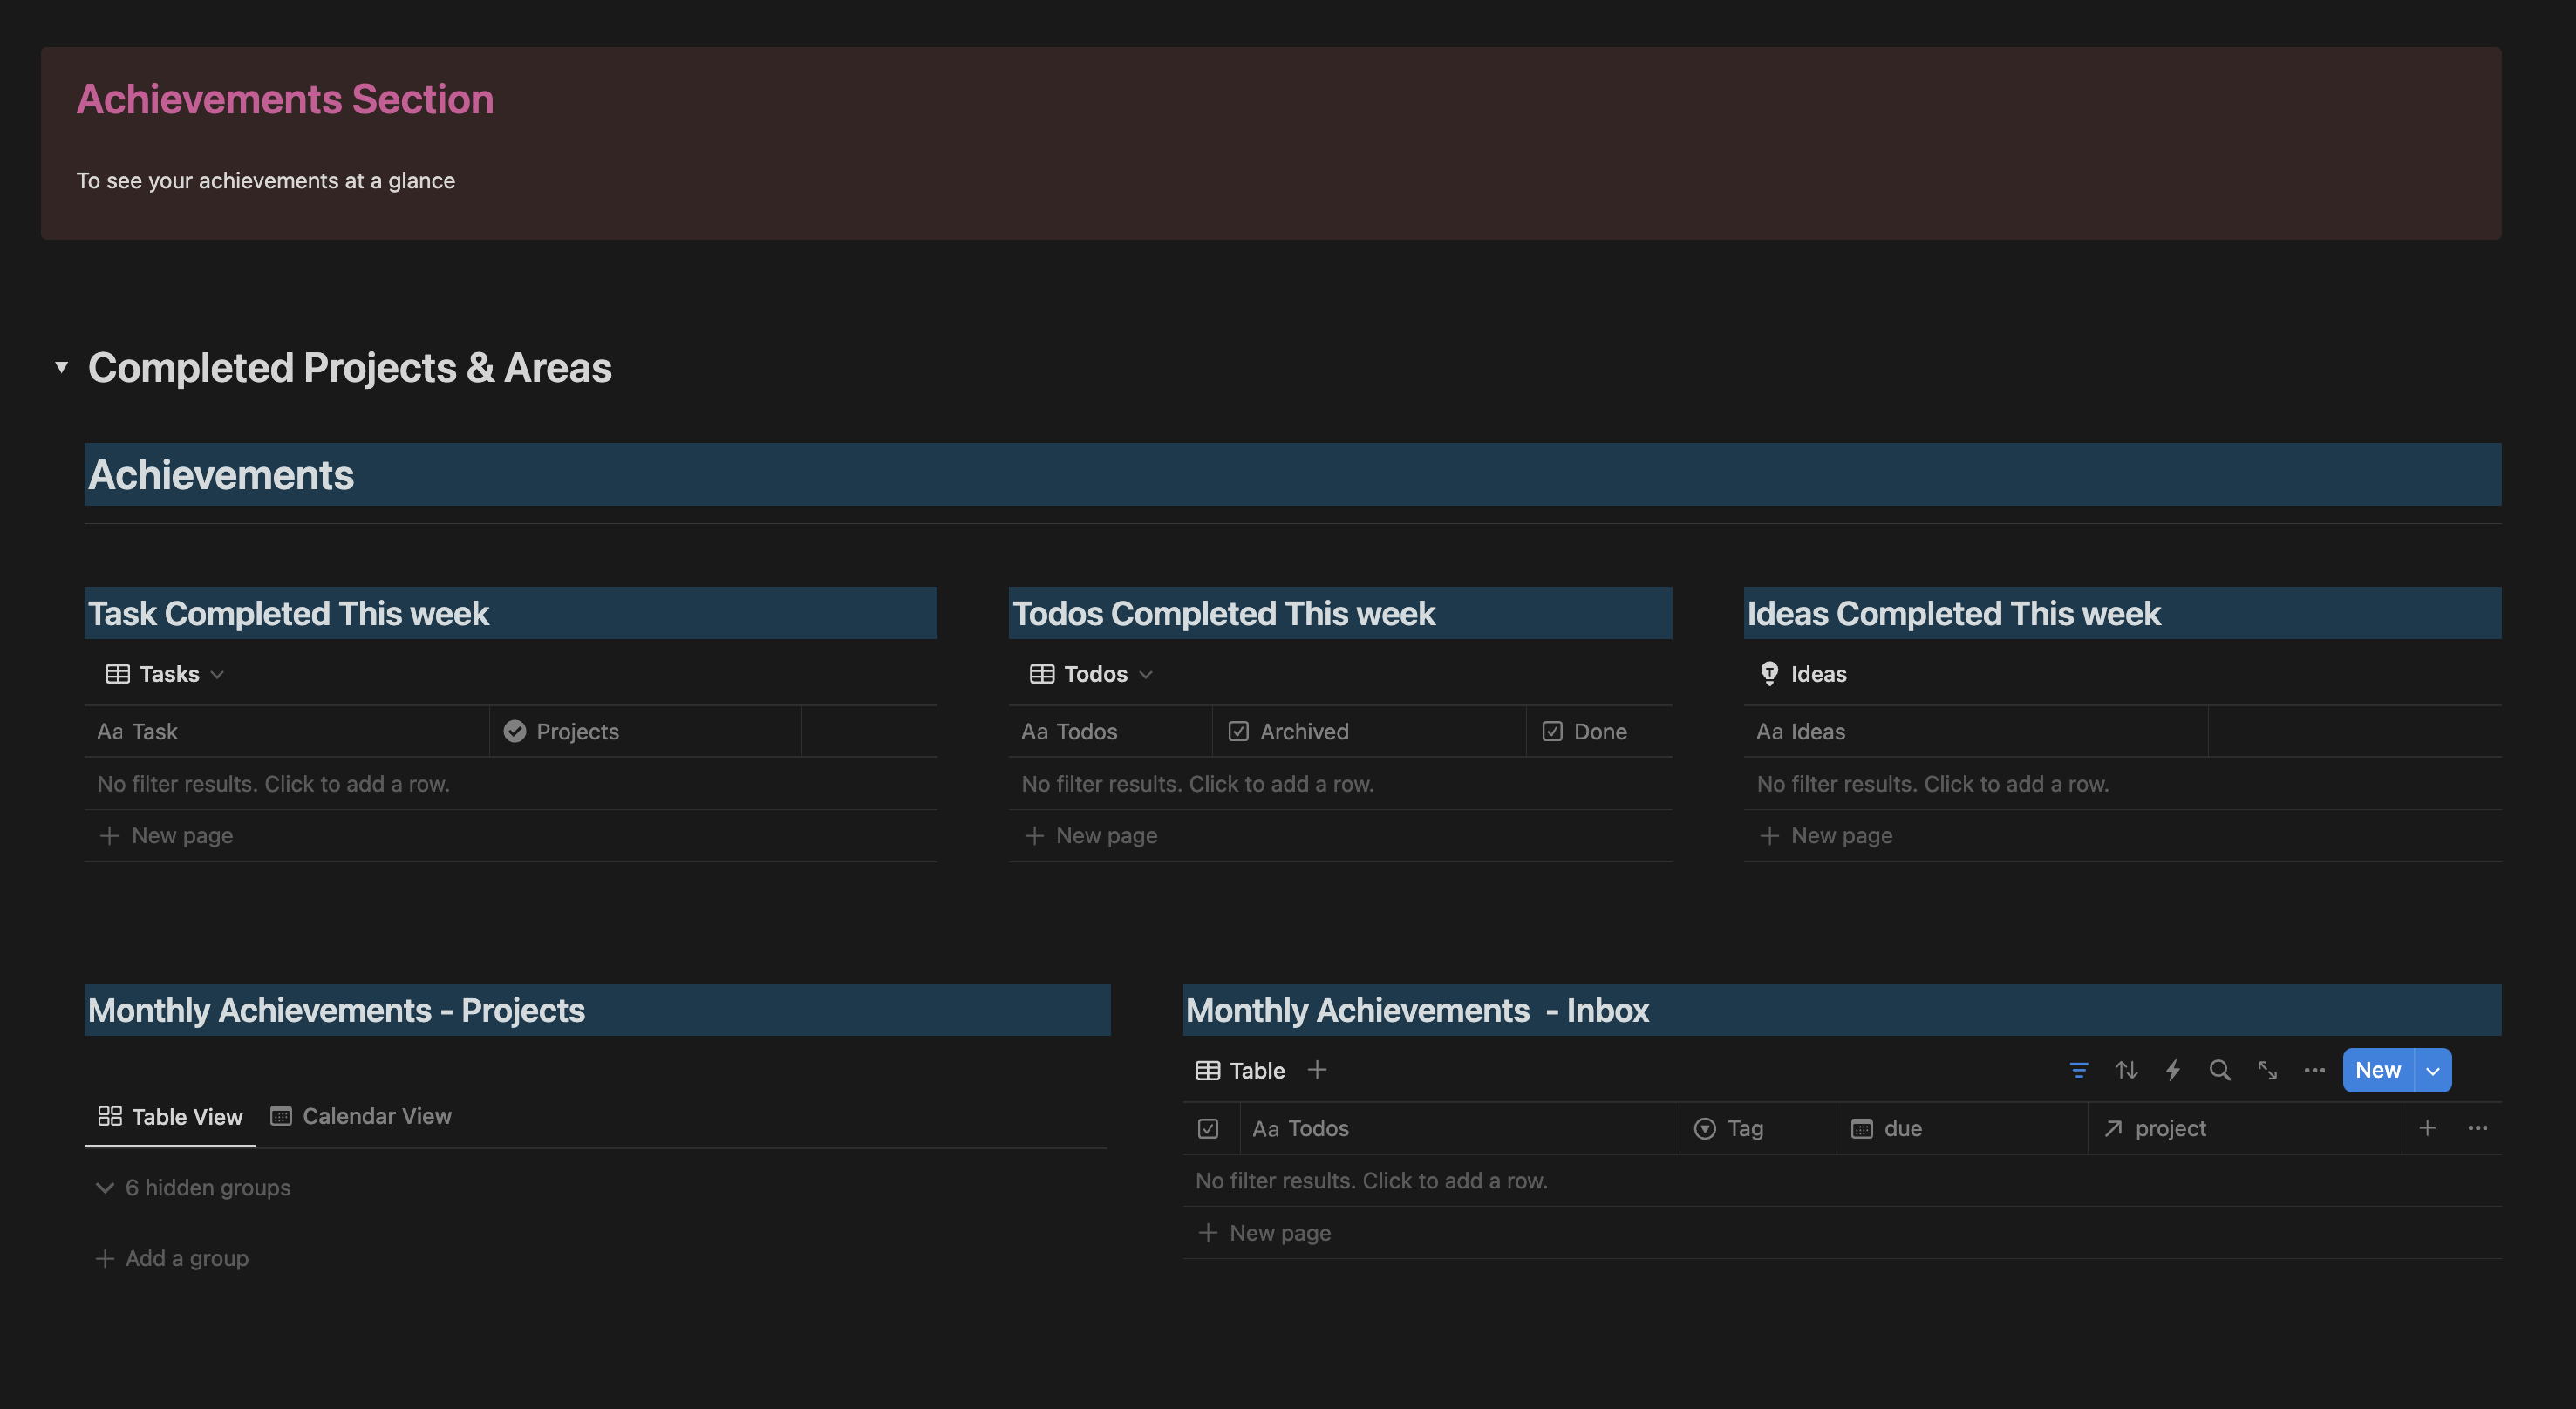 Achievements Section
To see your achievements at a glance
Completed Projects & Areas
Achievements
Task Completed This week
Tasks
Aa Task Projects
No filter results. Click to add a row.
New page
Todos Completed This week
Todos
Aa Todos Archived Done
No filter results. Click to add a row.
New page
Ideas Completed This week
Ideas
Aa Ideas
No filter results. Click to add a row.
New page
Monthly Achievements - Projects
Table View Calendar View
6 hidden groups
Add a group
Monthly Achievements - Inbox
Table New
Aa Todos Tag due project
No filter results. Click to add a row.
New page